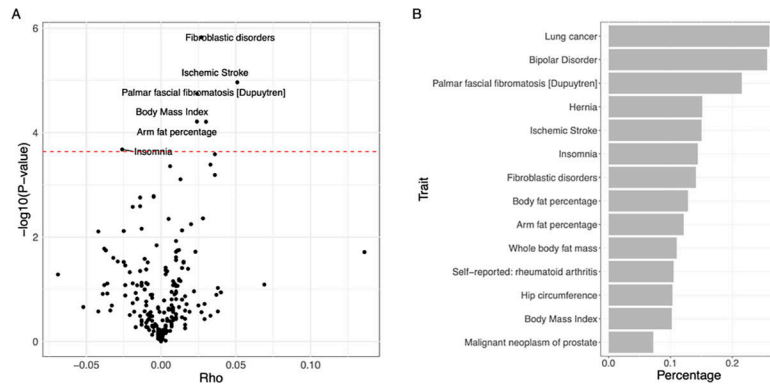 A
Fibroblastic disorders
Ischemic Stroke
Palmar fascial fibromatosis [Dupuytren]
Body Mass Index
Arm fat percentage
Insomnia
−log10(P−value)
6
4
2
0
−0.05
0.00
0.05
0.10
Rho
B
Trait
Lung cancer
Bipolar Disorder
Palmar fascial fibromatosis [Dupuytren]
Hernia
Ischemic Stroke
Insomnia
Fibroblastic disorders
Body fat percentage
Arm fat percentage
Whole body fat mass
Self−reported: rheumatoid arthritis
Hip circumference
Body Mass Index
Malignant neoplasm of prostate
0.0
0.1
0.2
Percentage